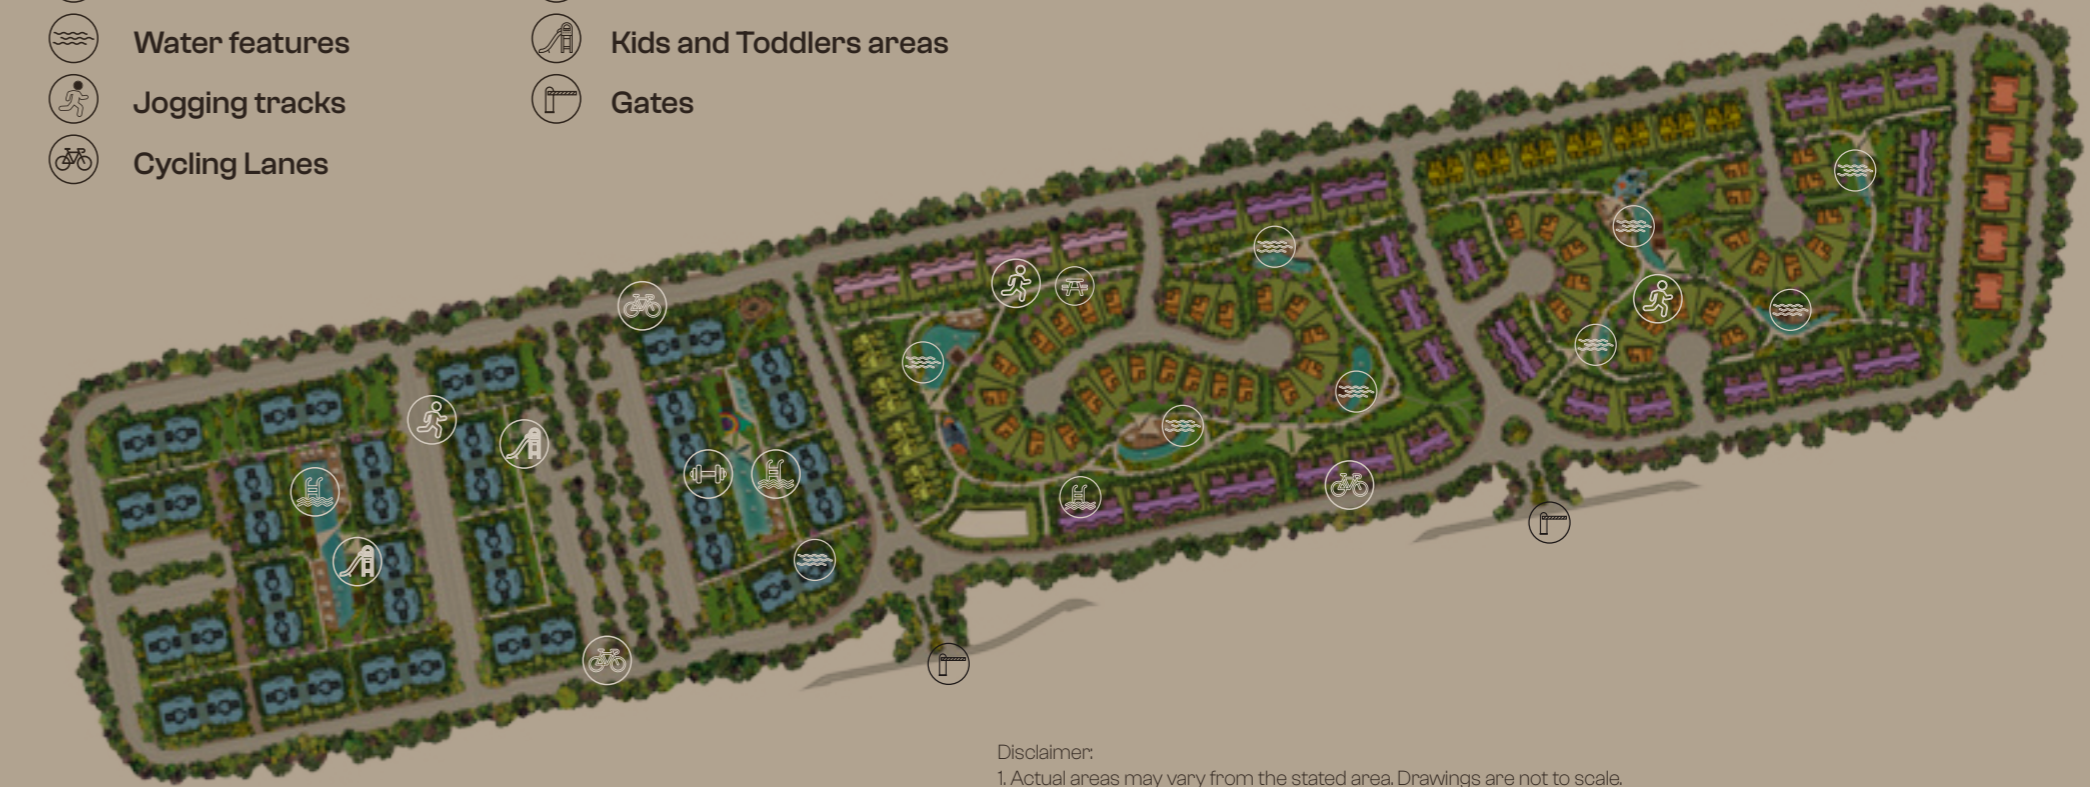 Water features
Jogging tracks
Cycling Lanes
Kids and Toddlers areas
Gates
Disclaimer:
1. Actual areas may vary from the stated area. Drawings are not to scale.